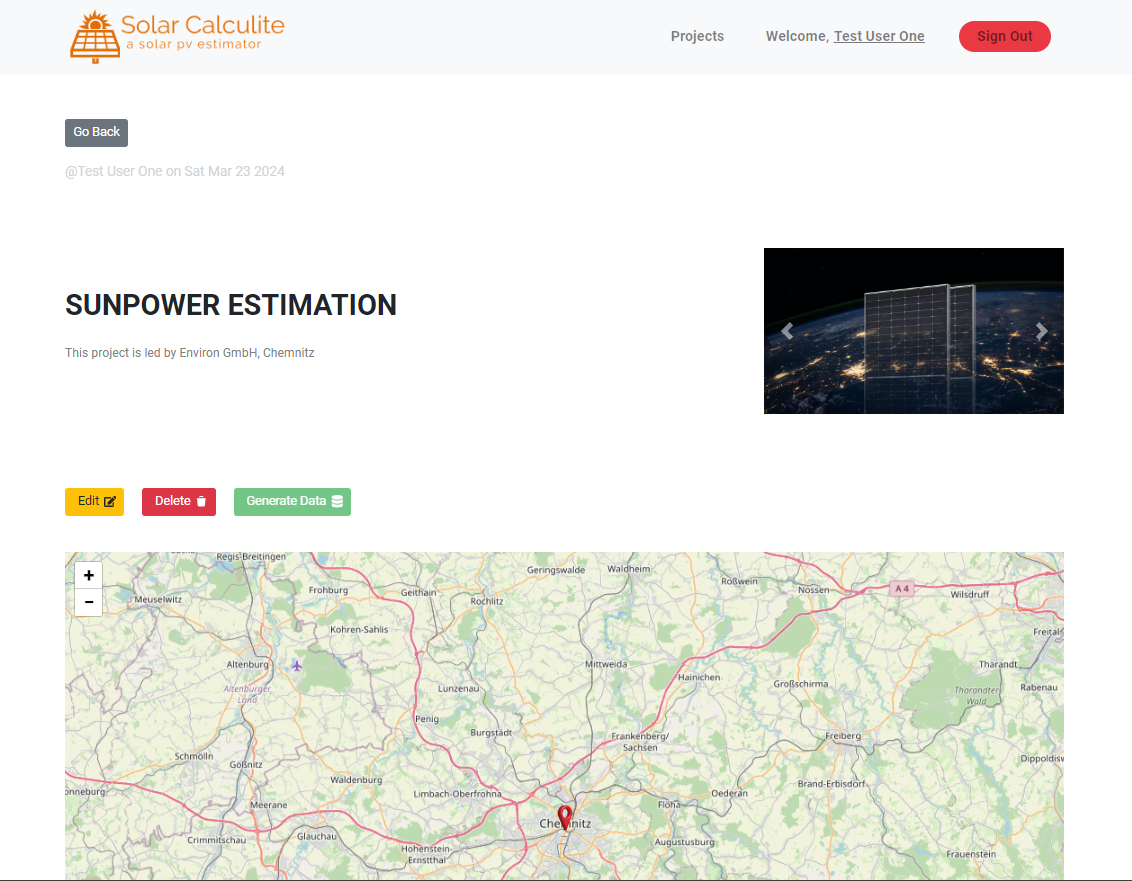 Solar Calculite
a solar pv estimator
Projects
Welcome, Test User One
Sign Out
Go Back
@Test User One on Sat Mar 23 2024
SUNPOWER ESTIMATION
This project is led by Environ GmbH, Chemnitz
Edit
Delete
Generate Data
+
−
Regis-Breitingen
Geringswalde
Waldheim
Roßwein
Nossen
A 4
Wilsdruff
Meuselwitz
Frohburg
Geithain
Rochlitz
Kohren-Sahlis
Freital
Altenburg
Mittweida
Hainichen
Großschirma
Tharandt
Altenburger
Land
Lunzenau
Tharandter
Wald
Rabenau
Penig
Burgstädt
Frankenberg/
Sachsen
Freiberg
Schmölln
Gößnitz
Dippoldisw
Waldenburg
Limbach-Oberfrohna
Oederan
Brand-Erbisdorf
onneburg
Meerane
Flöha
Crimmitschau
Glauchau
Chemnitz
Augustusburg
Hohenstein-
Ernstthal
Frauenstein